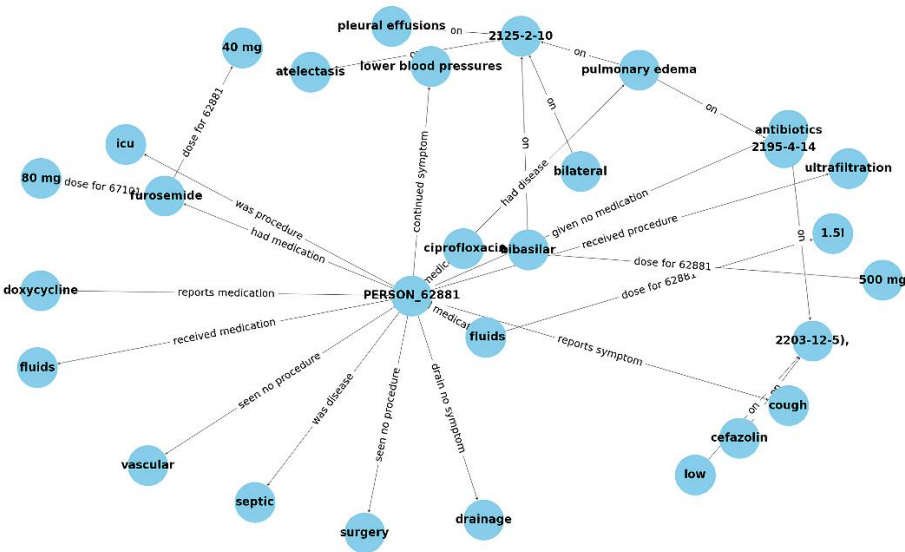 pleural effusions
on
2125-2-10
40 mg
on
atelectasis
lower blood pressures
pulmonary edema
on
on
on
dose for 62881
antibiotics
2195-4-14
icu
bilateral
ultrafiltration
80 mg
dose for 67101
furosemide
continued symptom
had disease
on
given no medication
was procedure
received procedure
1.5l
had medication
ciprofloxacin
bibasilar
on
dose for 62881
500 mg
dose for 62881
doxycycline
reports medication
PERSON_62881
received medication
fluids
fluids
reports symptom
2203-12-5),
seen no procedure
was disease
seen no procedure
drain no symptom
on
on
cough
cefazolin
low
vascular
septic
surgery
drainage